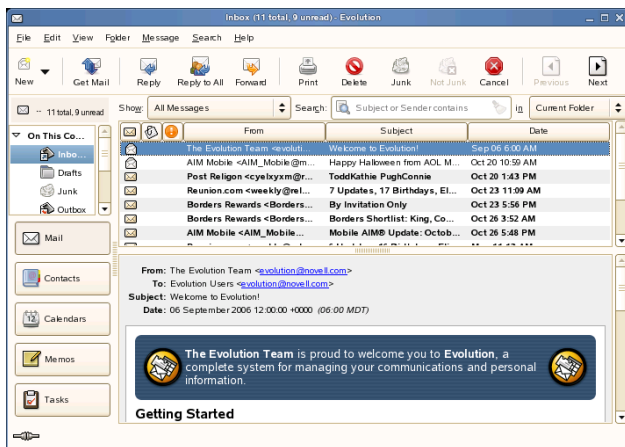 Inbox (11 total, 9 unread) - Evolution
File Edit View Folder Message Search Help
New Get Mail Reply Reply to All Forward Print Delete Junk Not Junk Cancel Previous Next
11 total, 9 unread Show: All Messages Search: Subject or Sender contains in Current Folder
On This Co...
Inbo...
Drafts
Junk
Outbox
Mail
Contacts
12 Calendars
Memos
Tasks
From Subject Date
The Evolution Team <evoluti... Welcome to Evolution! Sep 06 6:00 AM
AIM Mobile <AIM_Mobile@m... Happy Halloween from AOL M... Oct 20 10:59 AM
Post Religon <cyelxyxm@r... ToddKathie PughConnie Oct 20 1:43 PM
Reunion.com <weekly@rel... 7 Updates, 17 Birthdays, El... Oct 23 11:09 AM
Borders Rewards <Borders... By Invitation Only Oct 23 5:56 PM
Borders Rewards <Borders... Borders Shortlist: King, Co... Oct 26 3:52 AM
AIM Mobile <AIM_Mobile... Mobile AIM® Update: Octob... Oct 26 5:48 PM
From: The Evolution Team <evolution@novell.com>
To: Evolution Users <evolution@novell.com>
Subject: Welcome to Evolution!
Date: 06 September 2006 12:00:00 +0000 (06:00 MDT)
The Evolution Team is proud to welcome you to Evolution, a
complete system for managing your communications and personal
information.
Getting Started